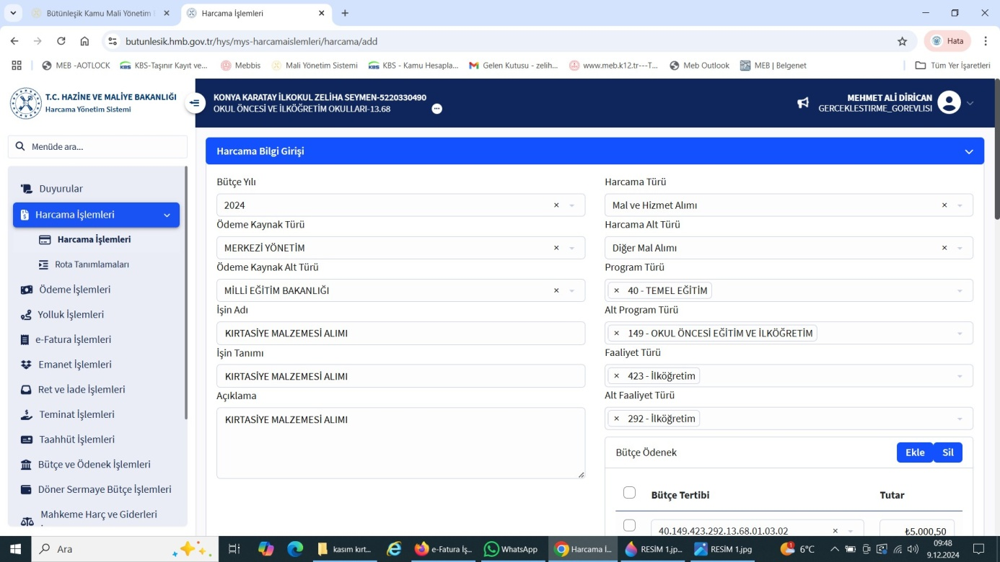 Bütünleşik Kamu Mali Yönetim
Harcama İşlemleri
butunlesik.hmb.gov.tr/hys/mys-harcamaislemleri/harcama/add
Hata
MEB -AOTLOCK
KBS-Taşınır Kayıt ve...
Mebbis
Mali Yönetim Sistemi
KBS - Kamu Hesapla...
Gelen Kutusu - zelih...
www.meb.k12.tr---T...
Meb Outlook
MEB | Belgenet
Tüm Yer İşaretleri
T.C. HAZİNE VE MALİYE BAKANLIĞI
Harcama Yönetim Sistemi
KONYA KARATAY İLKOKUL ZELİHA SEYMEN-5220330490
OKUL ÖNCESİ VE İLKÖĞRETİM OKULLARI-13.68
MEHMET ALİ DİRİCAN
GERCEKLESTIRME_GOREVLISI
Menüde ara...
Duyurular
Harcama İşlemleri
Harcama İşlemleri
Rota Tanımlamaları
Ödeme İşlemleri
Yolluk İşlemleri
e-Fatura İşlemleri
Emanet İşlemleri
Ret ve İade İşlemleri
Teminat İşlemleri
Taahhüt İşlemleri
Bütçe ve Ödenek İşlemleri
Döner Sermaye Bütçe İşlemleri
Mahkeme Harç ve Giderleri
Harcama Bilgi Girişi
Bütçe Yılı
2024
Ödeme Kaynak Türü
MERKEZİ YÖNETİM
Ödeme Kaynak Alt Türü
MİLLİ EĞİTİM BAKANLIĞI
İşin Adı
KIRTASİYE MALZEMESİ ALIMI
İşin Tanımı
KIRTASİYE MALZEMESİ ALIMI
Açıklama
KIRTASİYE MALZEMESİ ALIMI
Harcama Türü
Mal ve Hizmet Alımı
Harcama Alt Türü
Diğer Mal Alımı
Program Türü
40 - TEMEL EĞİTİM
Alt Program Türü
149 - OKUL ÖNCESİ EĞİTİM VE İLKÖĞRETİM
Faaliyet Türü
423 - İlköğretim
Alt Faaliyet Türü
292 - İlköğretim
Bütçe Ödenek
Ekle
Sil
Bütçe Tertibi
Tutar
40.149.423.292.13.68.01.03.02
₺5.000,50
Ara
kasım kırt...
e-Fatura İş...
WhatsApp
Harcama İ...
RESİM 1.jp...
RESİM 1.jpg
6°C
09:48
9.12.2024